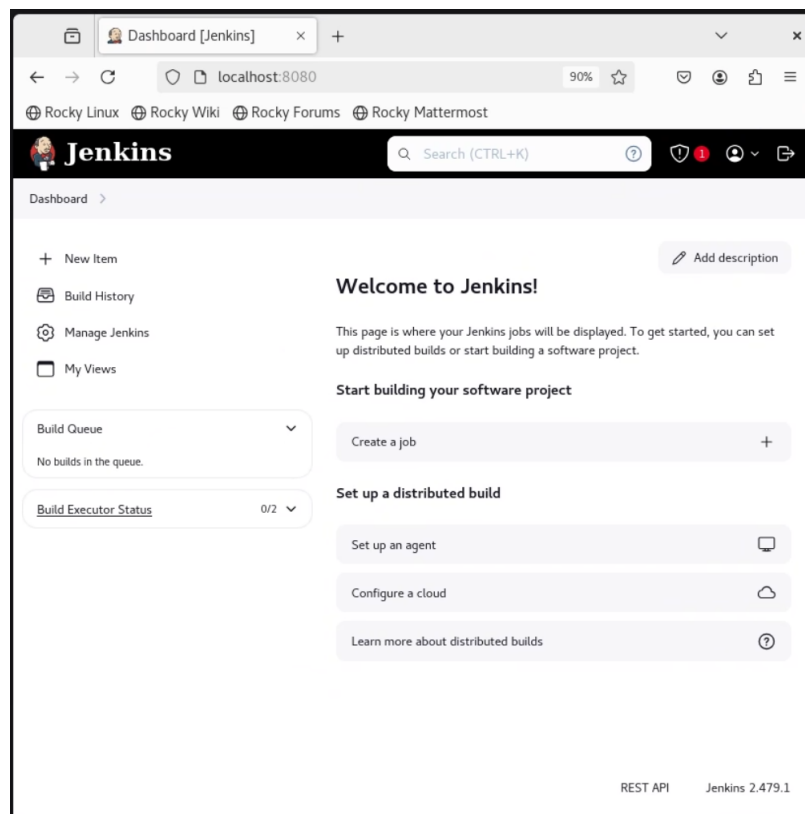 Dashboard [Jenkins]
localhost:8080
90%
Rocky Linux Rocky Wiki Rocky Forums Rocky Mattermost
Jenkins
Search (CTRL+K)
1
Dashboard
New Item
Build History
Manage Jenkins
My Views
Build Queue
No builds in the queue.
Build Executor Status 0/2
Add description
Welcome to Jenkins!
This page is where your Jenkins jobs will be displayed. To get started, you can set
up distributed builds or start building a software project.
Start building your software project
Create a job
Set up a distributed build
Set up an agent
Configure a cloud
Learn more about distributed builds
REST API Jenkins 2.479.1